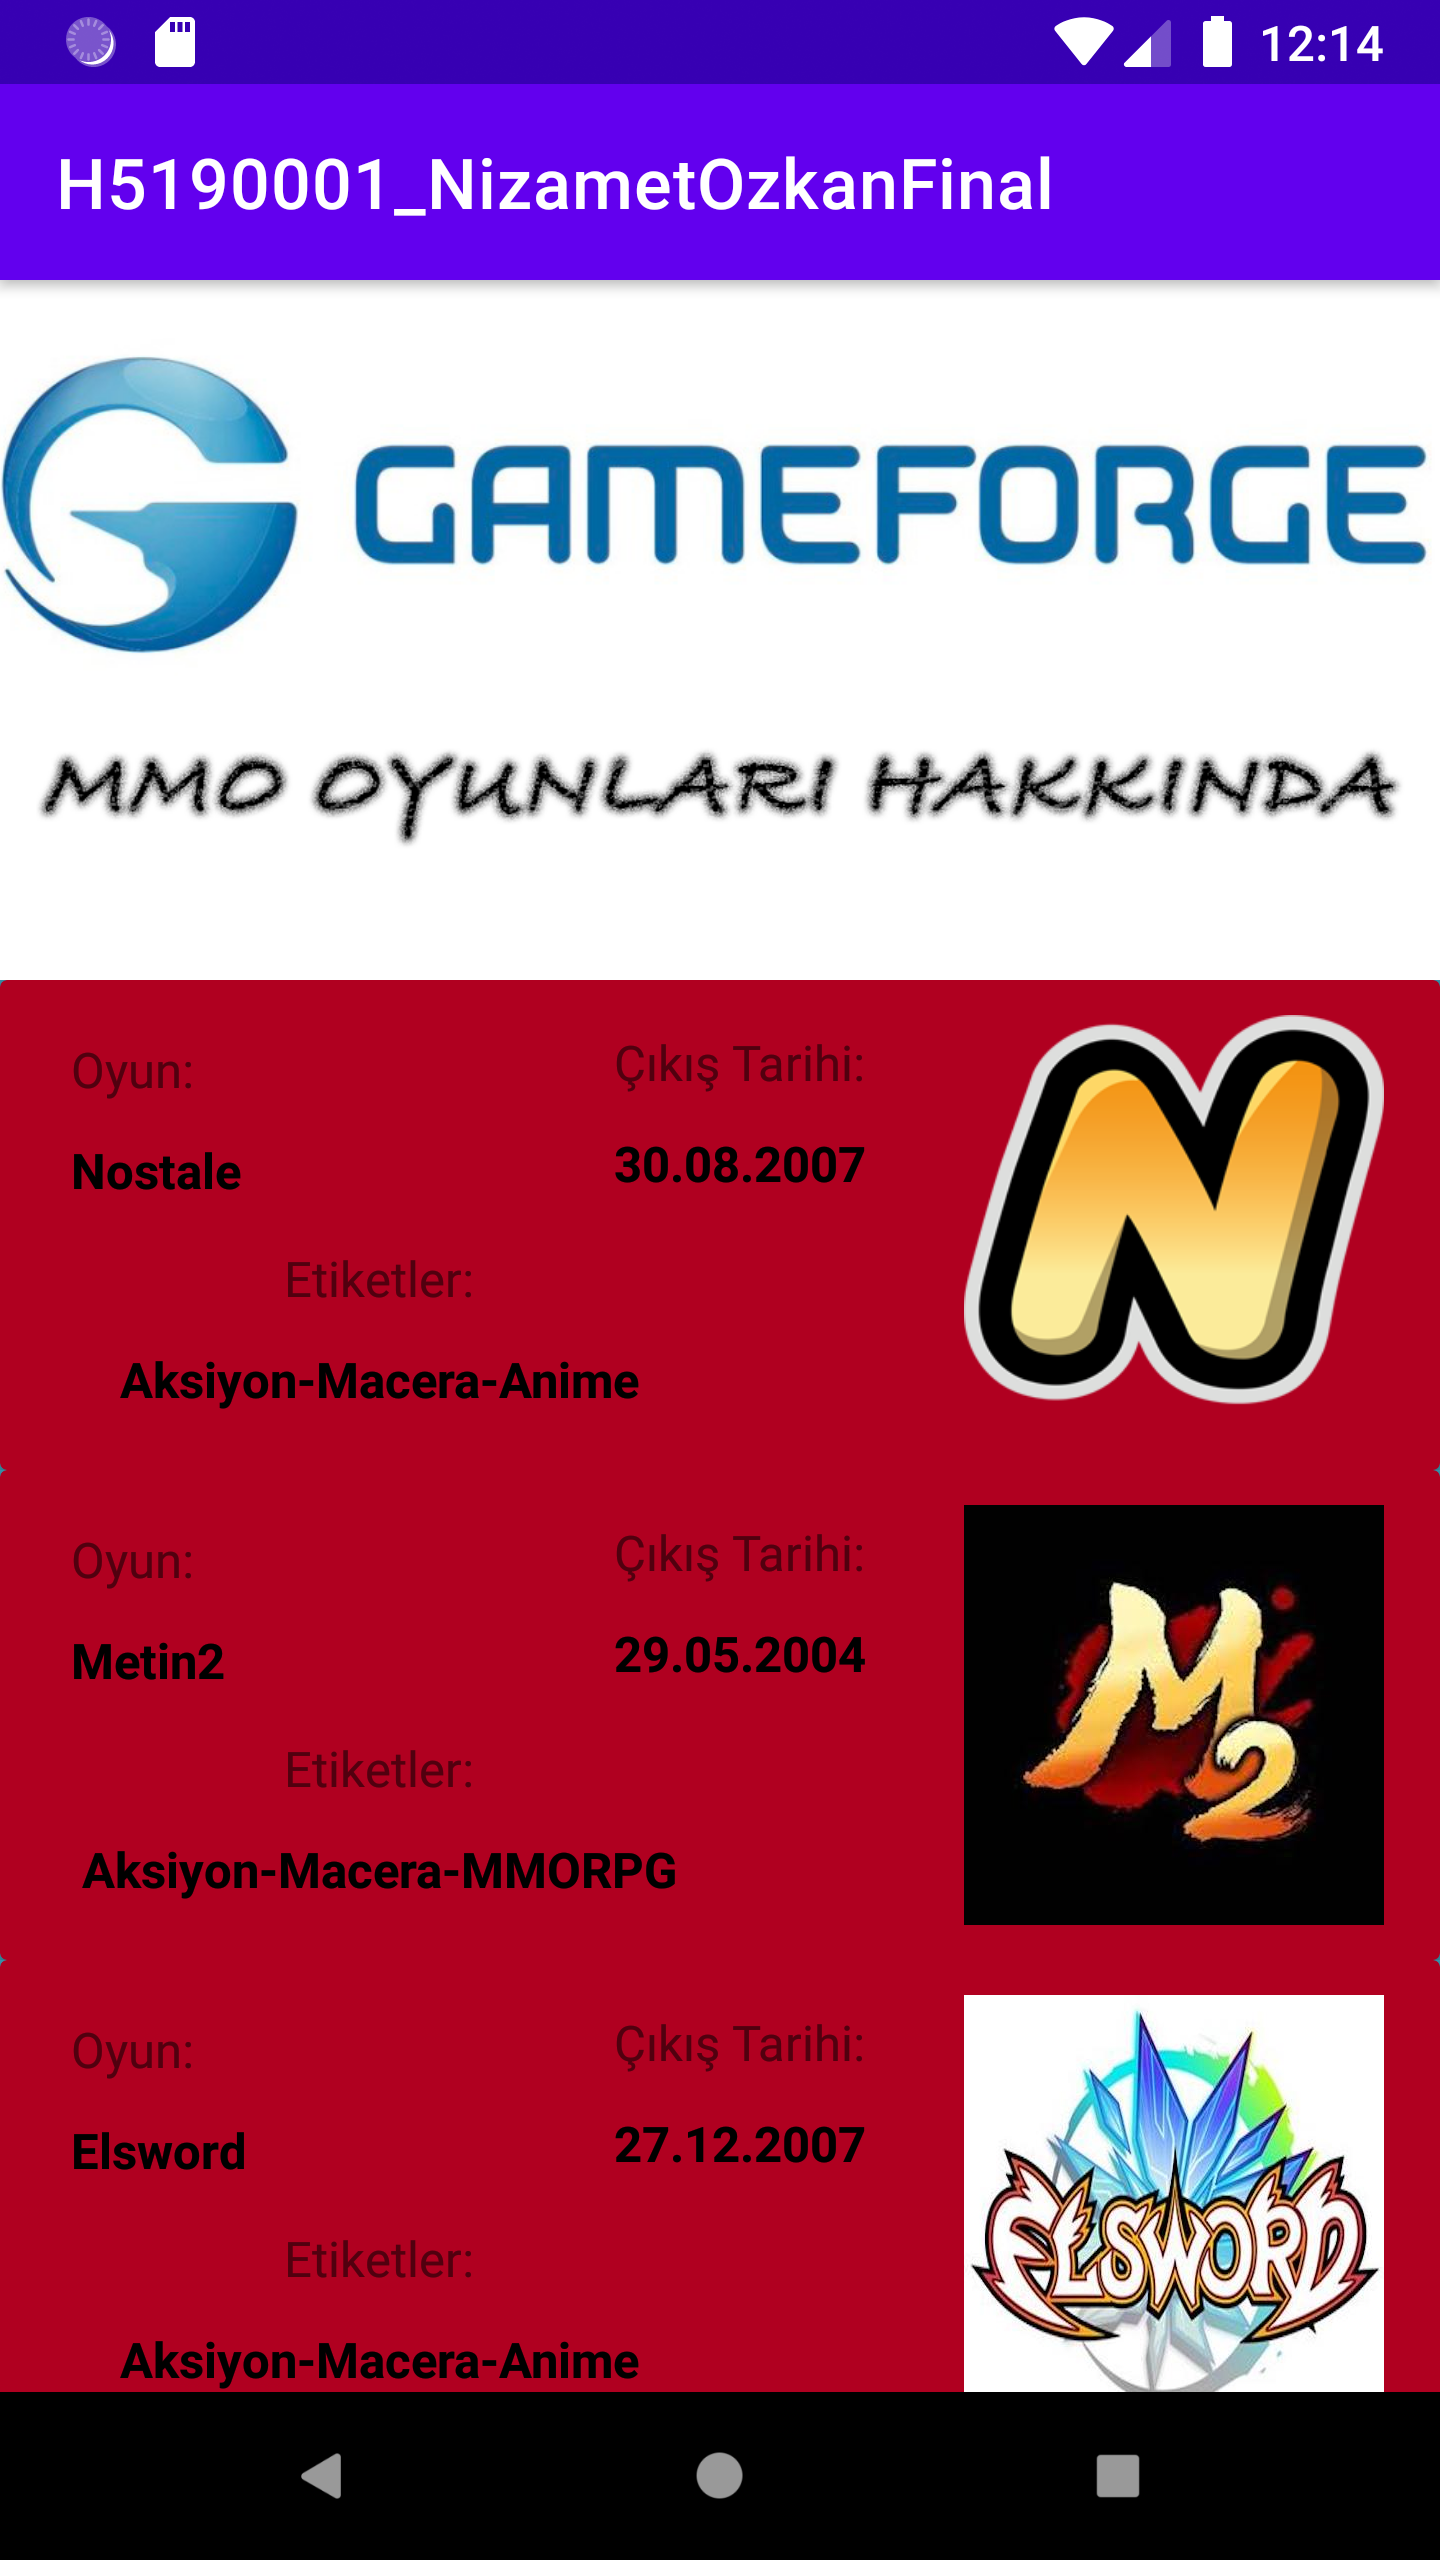 12:14
H5190001_NizametOzkanFinal
GAMEFORGE
MMO OYUNLARI HAKKINDA
Oyun:
Çıkış Tarihi:
Nostale
30.08.2007
Etiketler:
Aksiyon-Macera-Anime
N
Oyun:
Çıkış Tarihi:
Metin2
29.05.2004
Etiketler:
Aksiyon-Macera-MMORPG
M2
Oyun:
Çıkış Tarihi:
Elsword
27.12.2007
Etiketler:
Aksiyon-Macera-Anime
ELSWORD